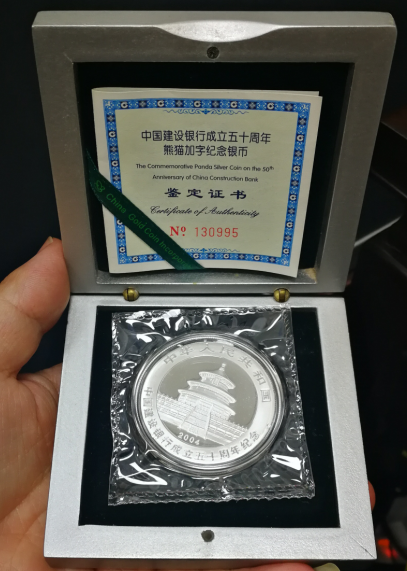 中国建设银行成立五十周年
熊猫加字纪念银币
The Commemorative Panda Silver Coin on the 50th
Anniversary of China Construction Bank
鉴定证书
Certificate of Authenticity
№ 130995
China Gold Coin
中华人民共和国
2004
中国建设银行成立五十周年纪念